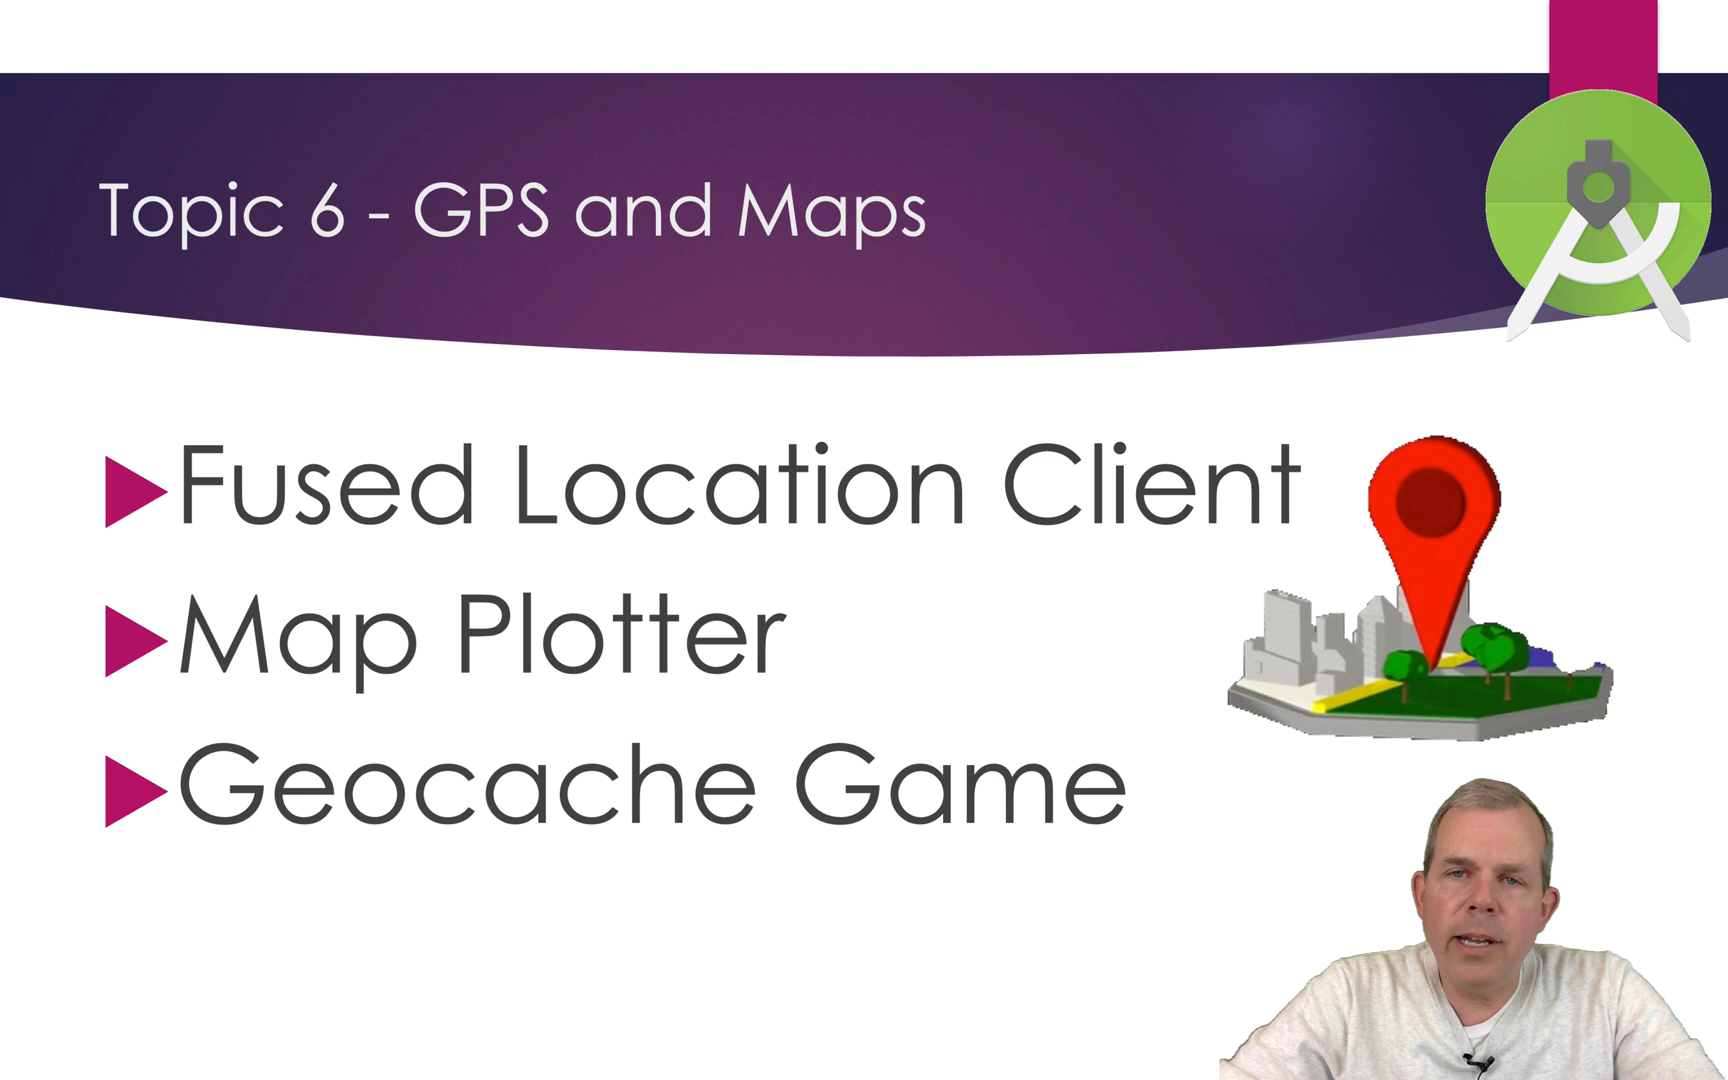 Topic 6 - GPS and Maps
Fused Location Client
Map Plotter
Geocache Game